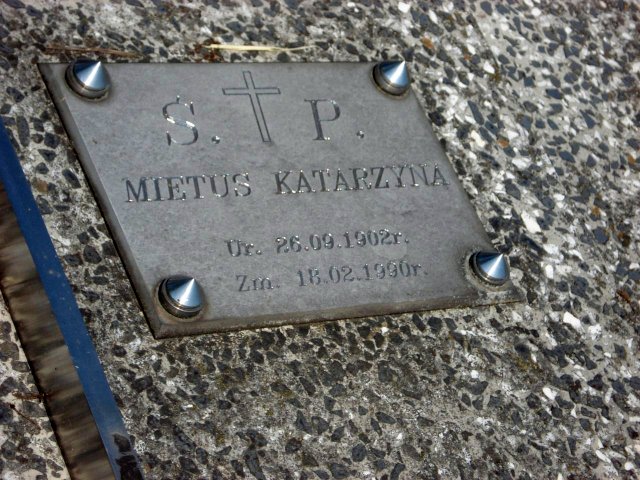 Ś. P.
MIETUS KATARZYNA
Ur. 26.09.1902r.
Zm. 18.02.1990r.